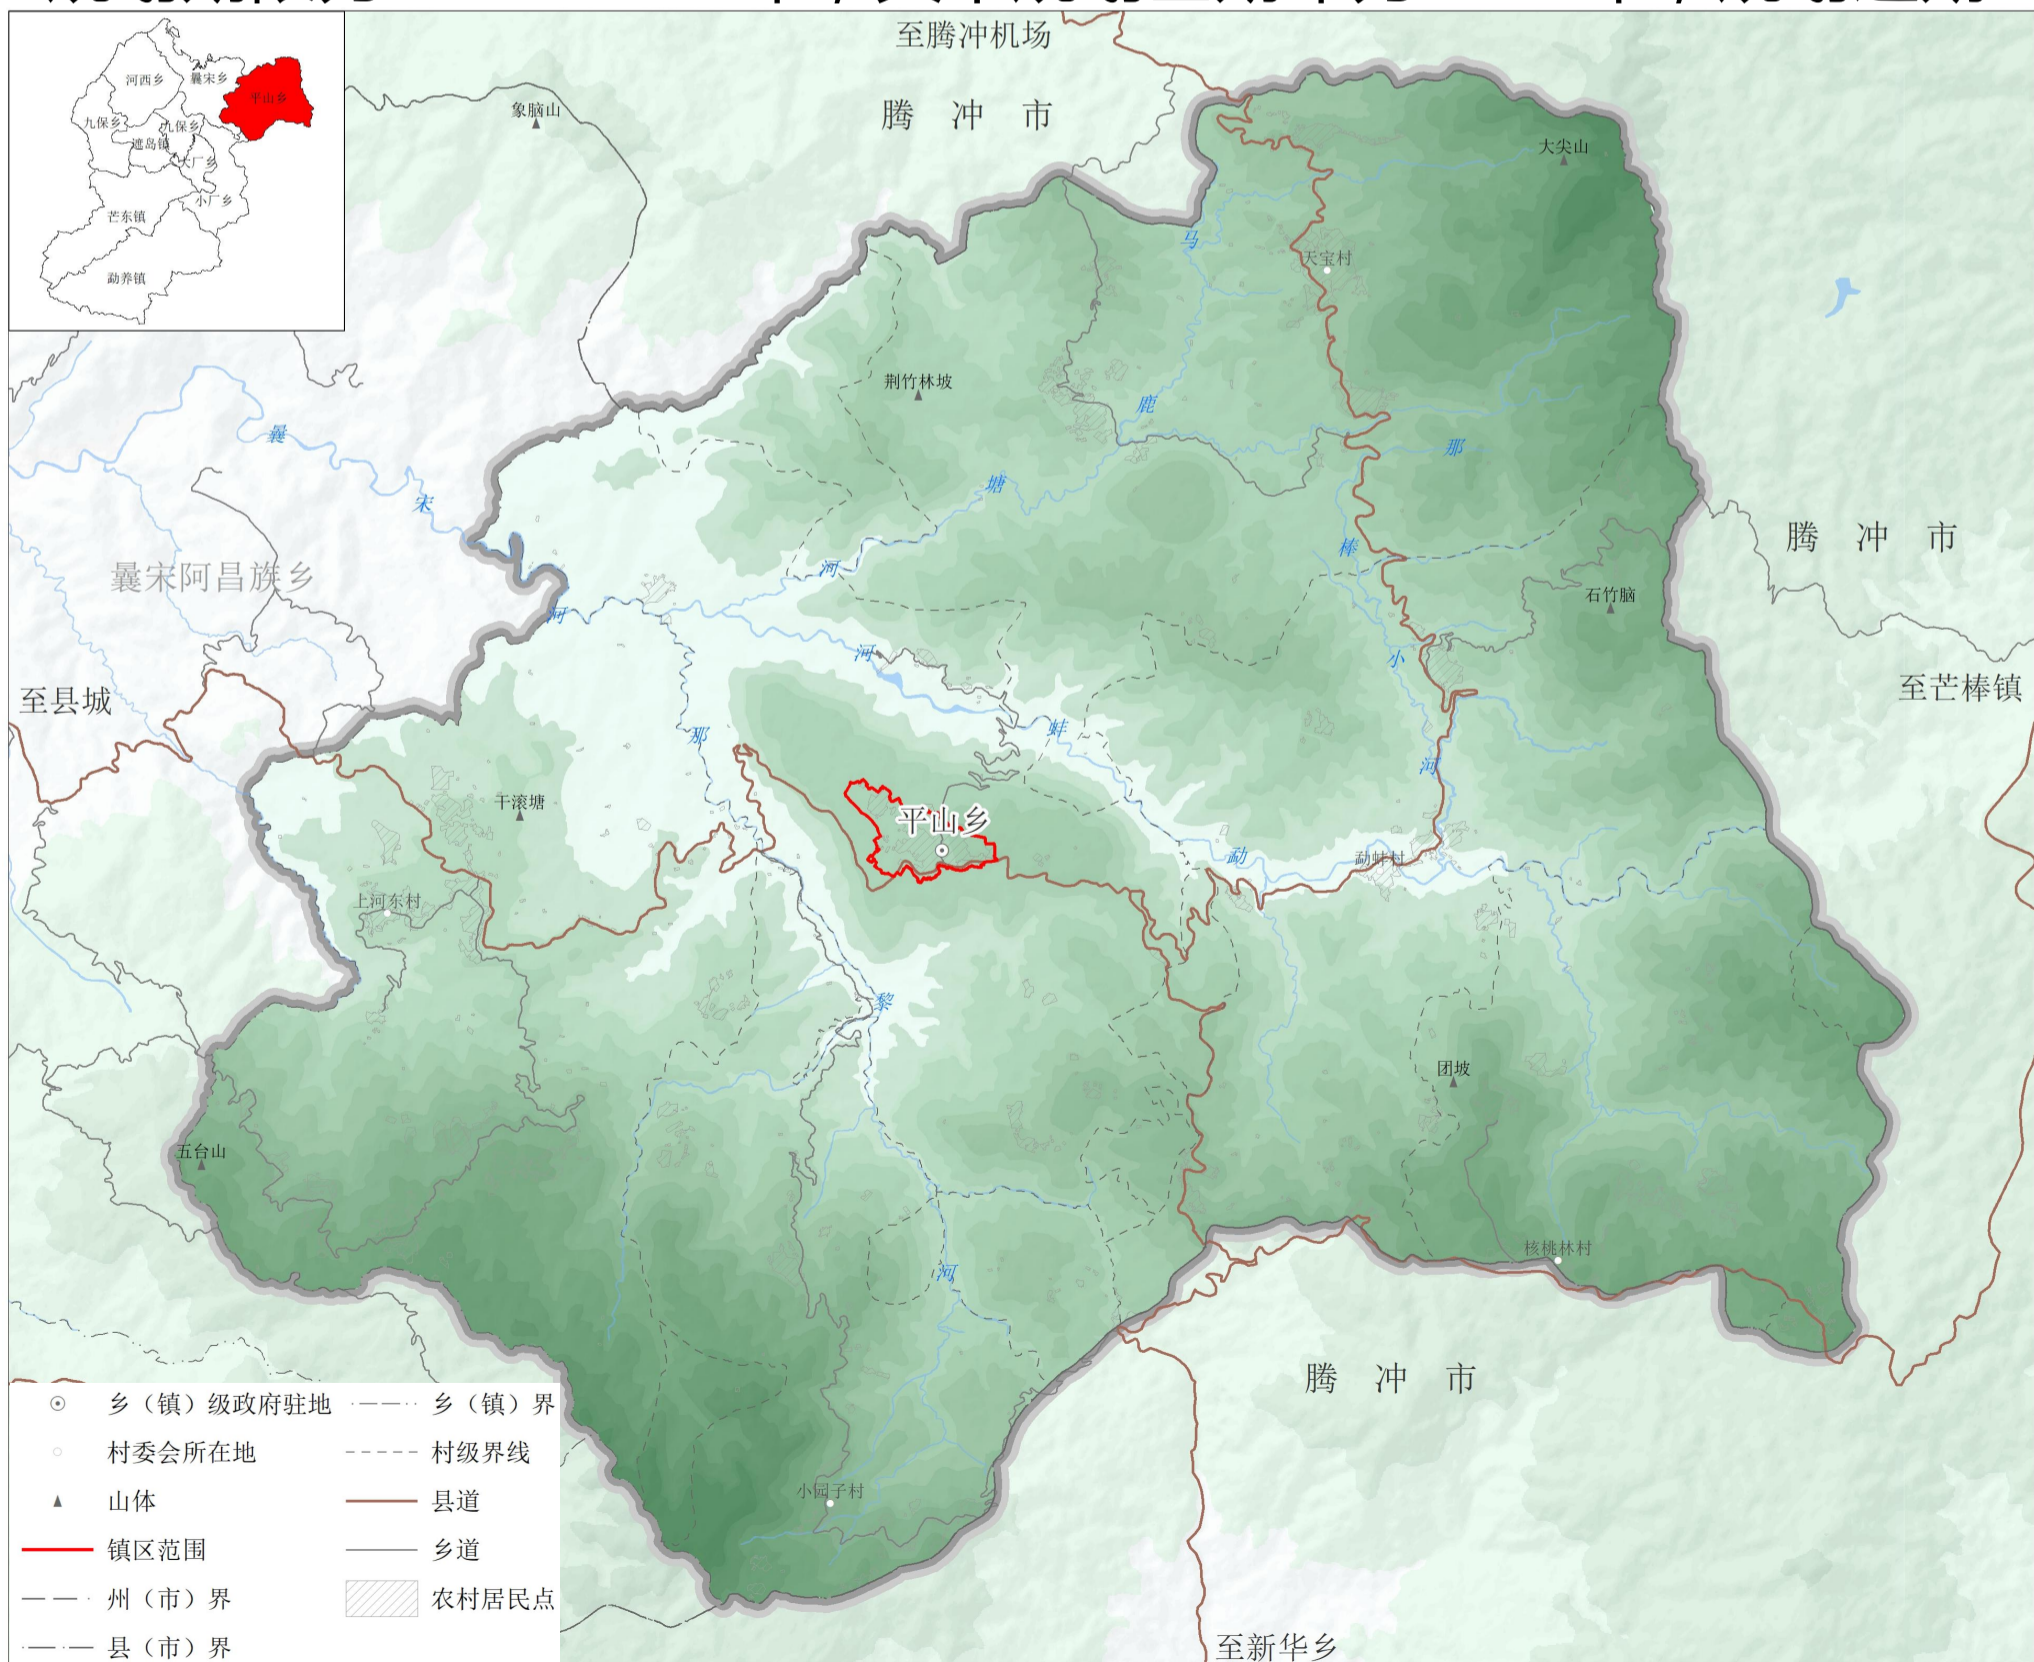 至腾冲机场
河西乡
曩宋乡
平山乡
九保乡
九保乡
遮岛镇
大厂乡
小厂乡
芒东镇
勐养镇
象脑山
腾冲市
大尖山
马
天宝村
荆竹林坡
鹿
曩
那
宋
塘
腾冲市
棒
河
曩宋阿昌族乡
石竹脑
河
河
小
至县城
至芒棒镇
那
蚌
河
干滚塘
平山乡
勐
勐蚌村
上河东村
黎
团坡
五台山
核桃林村
河
腾冲市
小园子村
至新华乡
乡（镇）级政府驻地
乡（镇）界
村委会所在地
村级界线
山体
县道
镇区范围
乡道
州（市）界
农村居民点
县（市）界